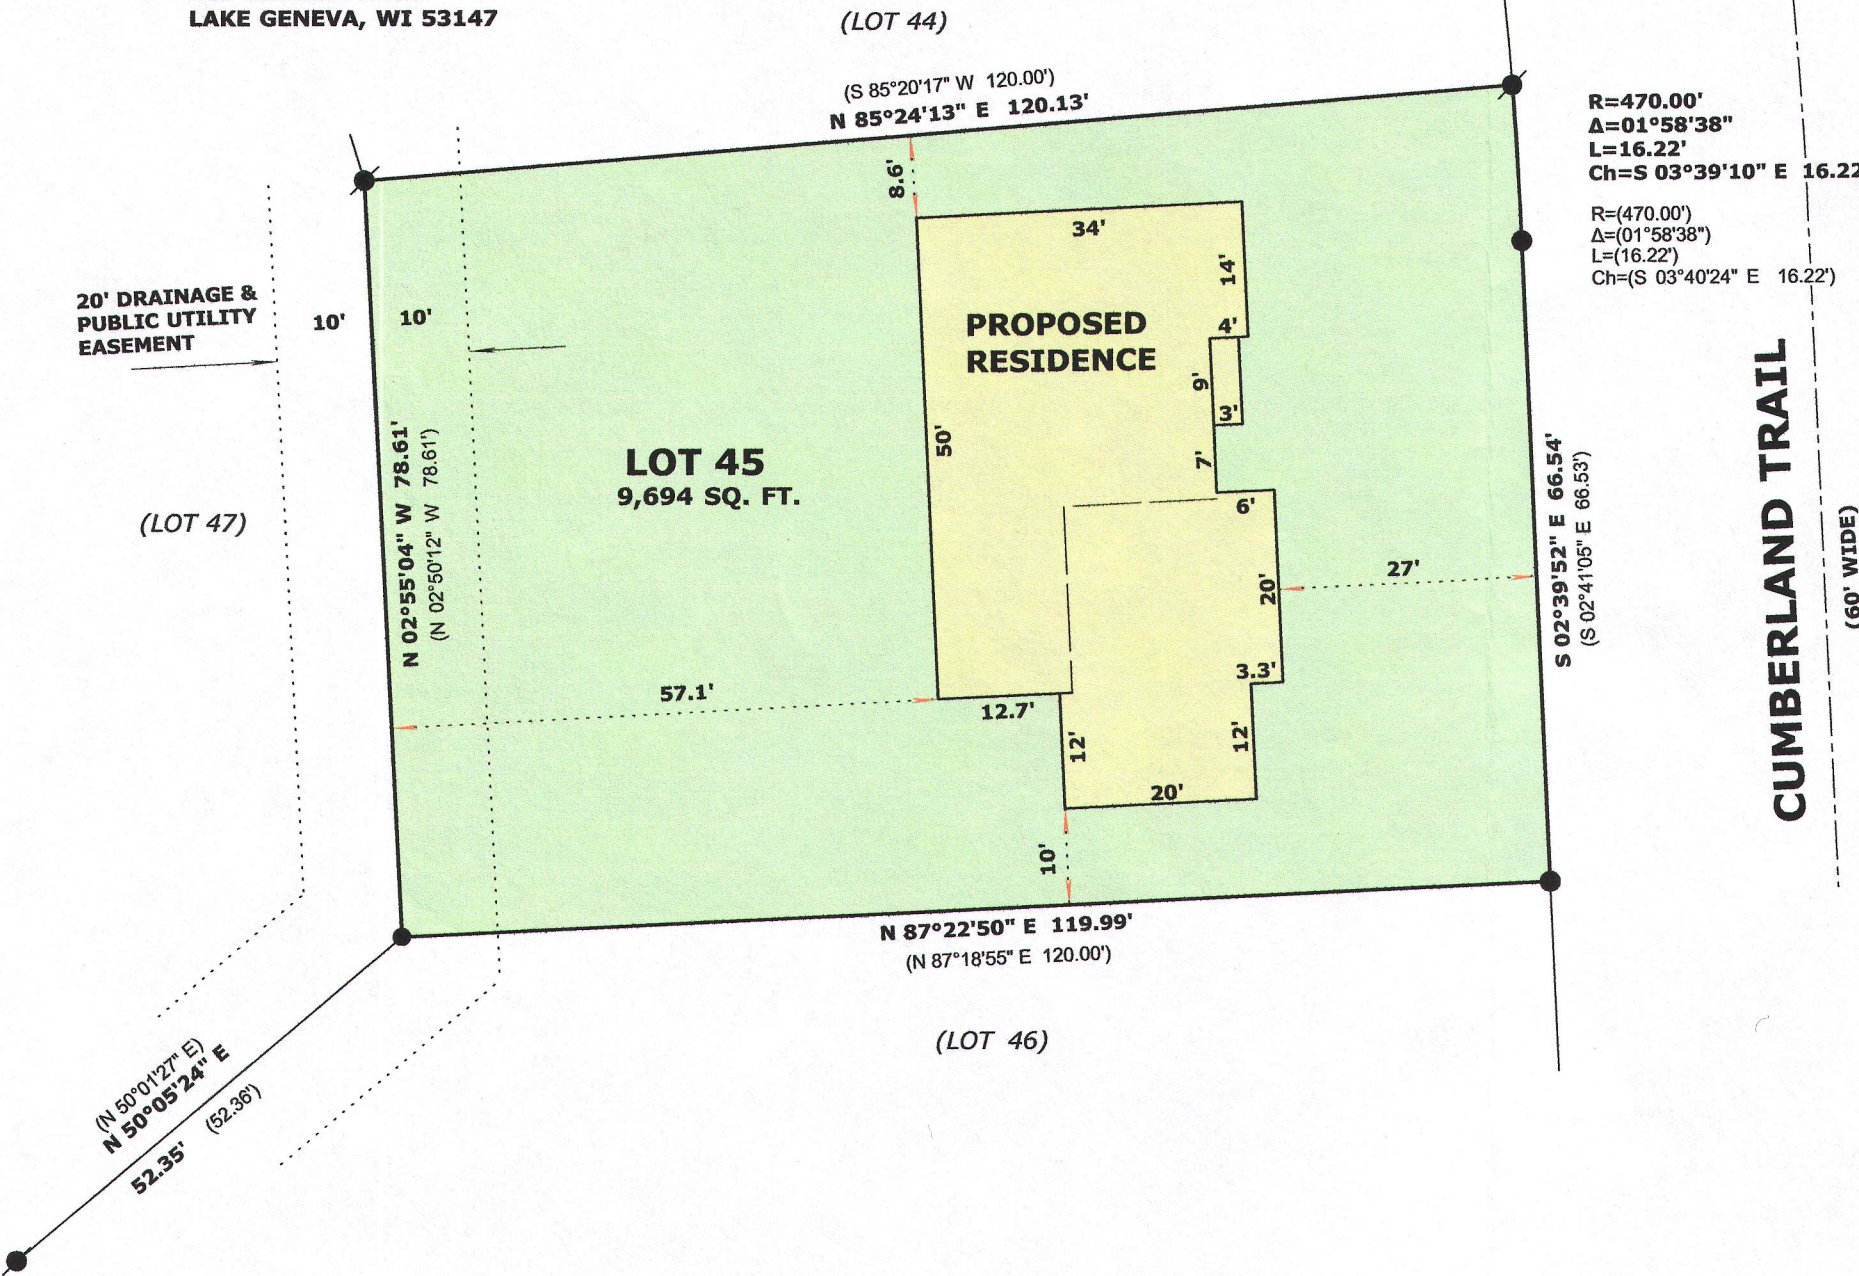 LAKE GENEVA, WI 53147
(LOT 44)
(S 85°20'17" W 120.00')
N 85°24'13" E 120.13'
R=470.00'
Δ=01°58'38"
L=16.22'
Ch=S 03°39'10" E 16.22
R=(470.00')
Δ=(01°58'38")
L=(16.22')
Ch=(S 03°40'24" E 16.22')
8.6'
34'
14'
20' DRAINAGE &
PUBLIC UTILITY
EASEMENT
10'
10'
PROPOSED
RESIDENCE
4'
9'
3'
7'
50'
LOT 45
9,694 SQ. FT.
N 02°55'04" W 78.61'
(N 02°50'12" W 78.61')
(LOT 47)
6'
20'
27'
S 02°39'52" E 66.54'
(S 02°41'05" E 66.53')
CUMBERLAND TRAIL
(60' WIDE)
3.3'
57.1'
12.7'
12'
12'
20'
10'
N 87°22'50" E 119.99'
(N 87°18'55" E 120.00')
(LOT 46)
(N 50°01'27" E)
N 50°05'24" E
52.35'
(52.36')